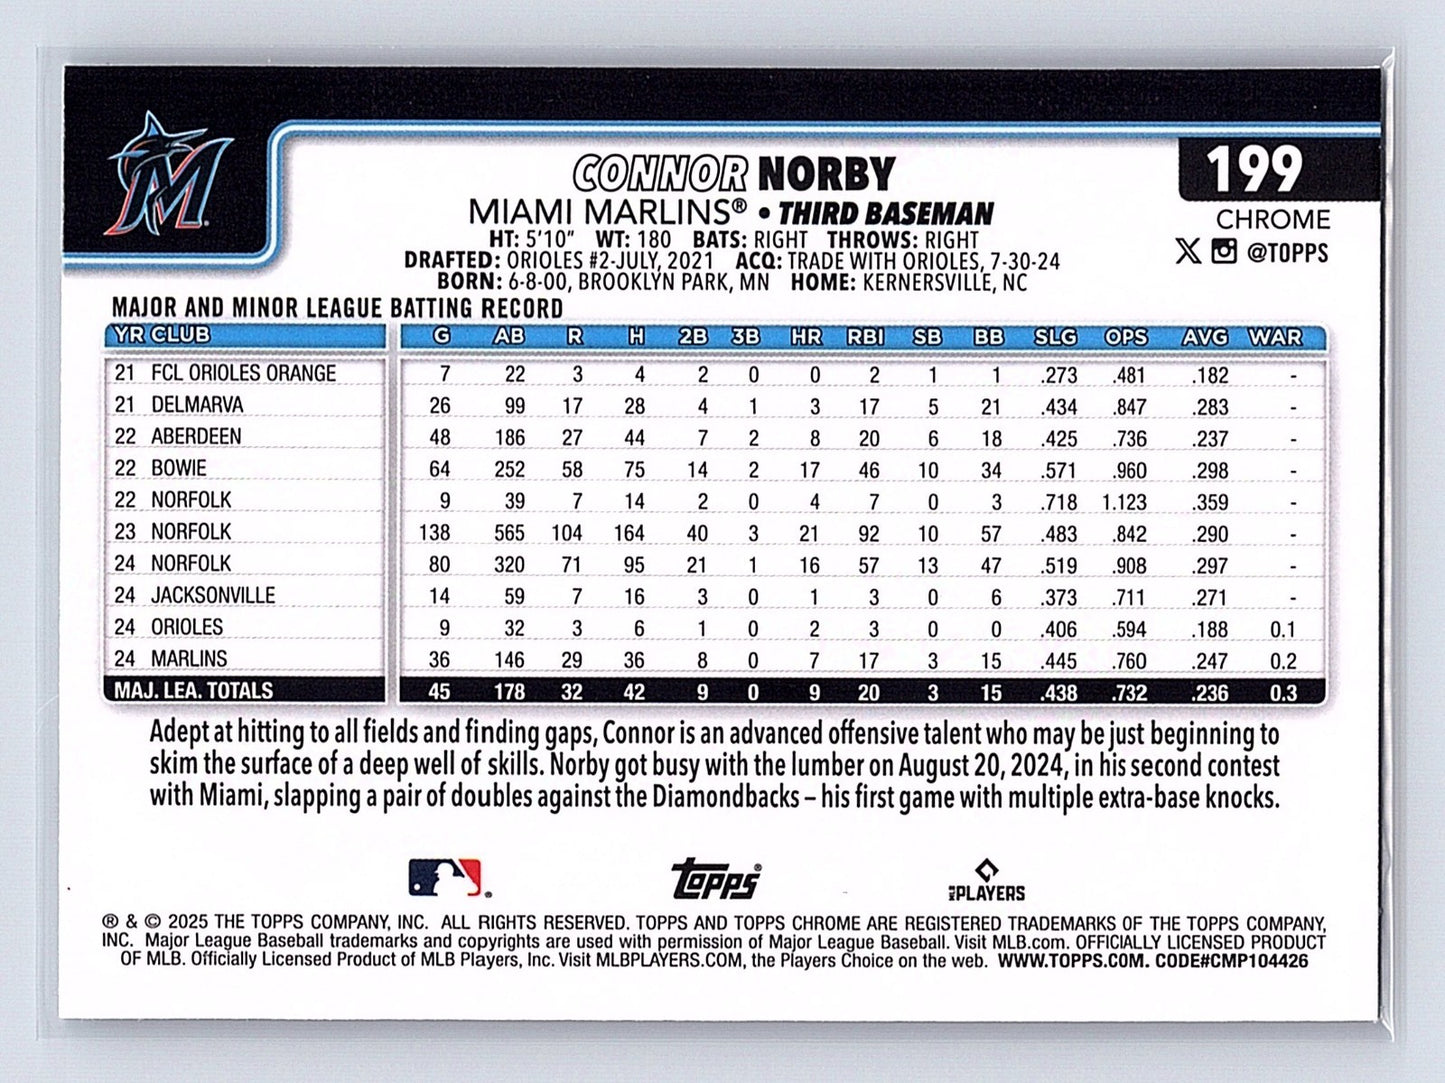 M
199
CONNOR NORBY
CHROME
MIAMI MARLINS® • THIRD BASEMAN
@TOPPS
HT: 5'10" WT: 180 BATS: RIGHT THROWS: RIGHT
DRAFTED: ORIOLES #2-JULY, 2021 ACQ: TRADE WITH ORIOLES, 7-30-24
BORN: 6-8-00, BROOKLYN PARK, MN HOME: KERNERSVILLE, NC
MAJOR AND MINOR LEAGUE BATTING RECORD
YR CLUB G AB R H 2B 3B HR RBI SB BB SLG OPS AVG WAR
21 FCL ORIOLES ORANGE 7 22 3 4 2 0 0 2 1 1 .273 .481 .182 -
21 DELMARVA 26 99 17 28 4 1 3 17 5 21 .434 .847 .283 -
22 ABERDEEN 48 186 27 44 7 2 8 20 6 18 .425 .736 .237 -
22 BOWIE 64 252 58 75 14 2 17 46 10 34 .571 .960 .298 -
22 NORFOLK 9 39 7 14 2 0 4 7 0 3 .718 1.123 .359 -
23 NORFOLK 138 565 104 164 40 3 21 92 10 57 .483 .842 .290 -
24 NORFOLK 80 320 71 95 21 1 16 57 13 47 .519 .908 .297 -
24 JACKSONVILLE 14 59 7 16 3 0 1 3 0 6 .373 .711 .271 -
24 ORIOLES 9 32 3 6 1 0 2 3 0 0 .406 .594 .188 0.1
24 MARLINS 36 146 29 36 8 0 7 17 3 15 .445 .760 .247 0.2
MAJ. LEA. TOTALS 45 178 32 42 9 0 9 20 3 15 .438 .732 .236 0.3
Adept at hitting to all fields and finding gaps, Connor is an advanced offensive talent who may be just beginning to
skim the surface of a deep well of skills. Norby got busy with the lumber on August 20, 2024, in his second contest
with Miami, slapping a pair of doubles against the Diamondbacks – his first game with multiple extra-base knocks.
Topps®
MLB PLAYERS
® & © 2025 THE TOPPS COMPANY, INC. ALL RIGHTS RESERVED. TOPPS AND TOPPS CHROME ARE REGISTERED TRADEMARKS OF THE TOPPS COMPANY,
INC. Major League Baseball trademarks and copyrights are used with permission of Major League Baseball. Visit MLB.com. OFFICIALLY LICENSED PRODUCT
OF MLB. Officially Licensed Product of MLB Players, Inc. Visit MLBPLAYERS.COM, the Players Choice on the web. WWW.TOPPS.COM. CODE#CMP104426